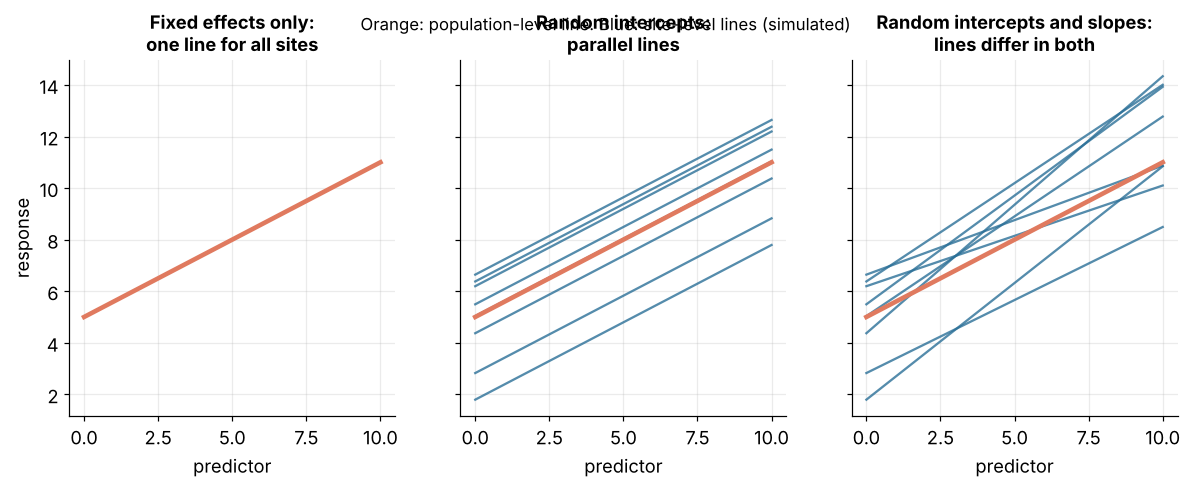 Orange: population-level line. Blue: site-level lines (simulated)
Fixed effects only:
one line for all sites
Random intercepts:
parallel lines
Random intercepts and slopes:
lines differ in both
response
14
12
10
8
6
4
2
0.0 2.5 5.0 7.5 10.0
0.0 2.5 5.0 7.5 10.0
0.0 2.5 5.0 7.5 10.0
predictor
predictor
predictor